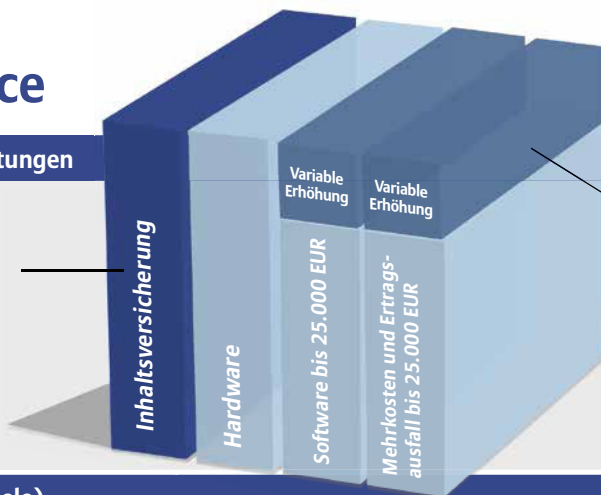 ce
tungen
Variable
Erhöhung
Variable
Erhöhung
Inhaltsversicherung
Hardware
Software bis 25.000 EUR
Mehrkosten und Ertrags-
ausfall bis 25.000 EUR